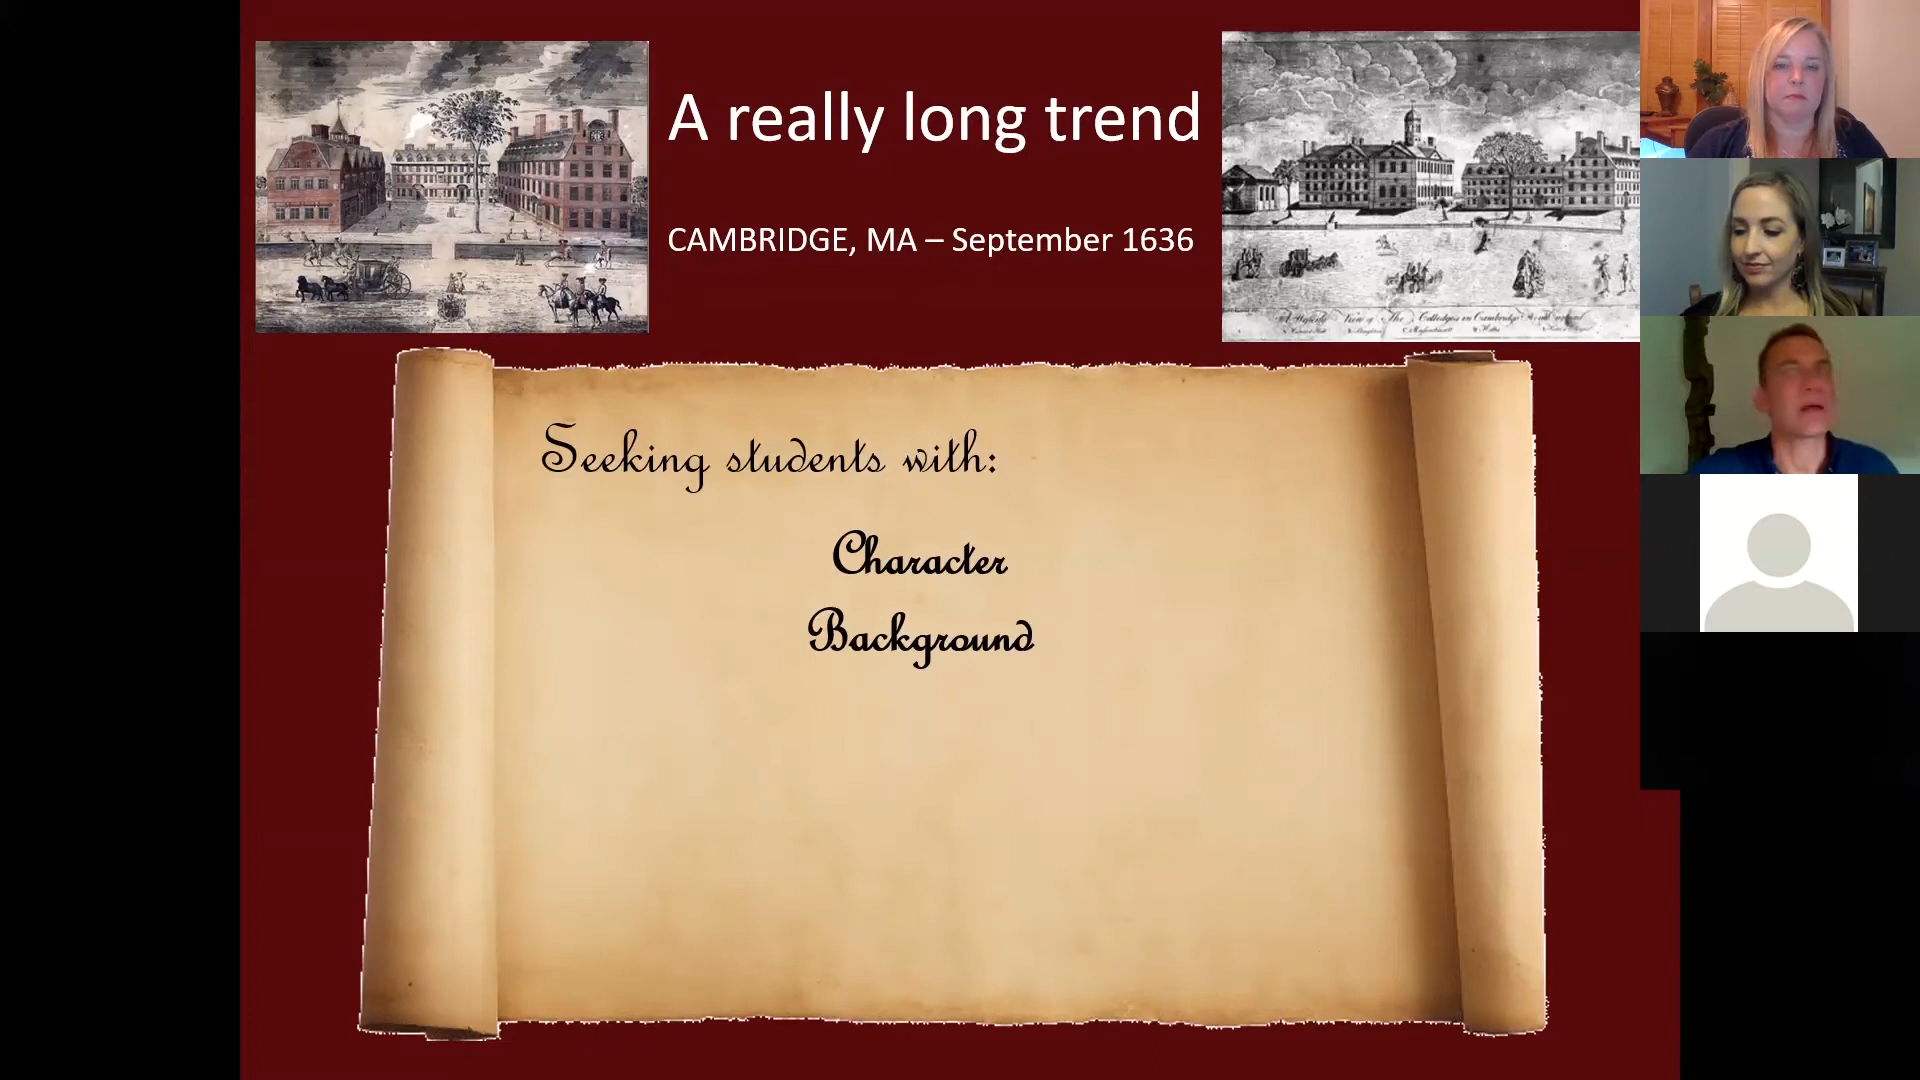 A really long trend
CAMBRIDGE, MA – September 1636
Seeking students with:
Character
Background